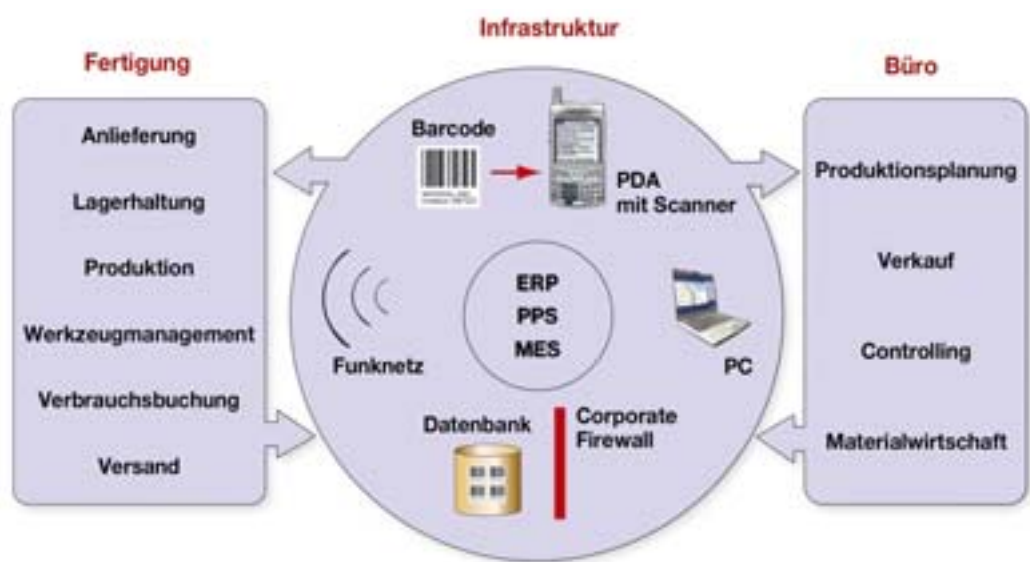 Infrastruktur
Fertigung
Büro
Anlieferung
Lagerhaltung
Produktion
Werkzeugmanagement
Verbrauchsbuchung
Versand
Barcode
PDA
mit Scanner
Funknetz
ERP
PPS
MES
PC
Datenbank
Corporate
Firewall
Produktionsplanung
Verkauf
Controlling
Materialwirtschaft